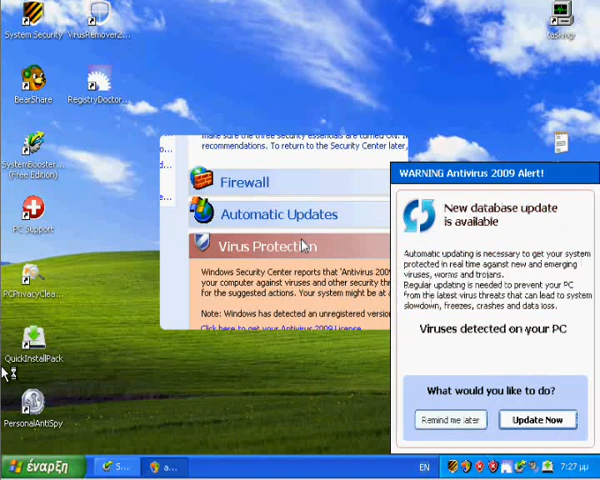 System Security
VirusRemover2...
taskmgr
BearShare
RegistryDoctor...
SystemBooster...
(Free Edition)
PC Support
PCPrivacyClea...
QuickInstallPack
PersonalAntiSpy
make sure the three security essentials are turned ON.
recommendations. To return to the Security Center later,
Firewall
Automatic Updates
Virus Protection
Windows Security Center reports that 'Antivirus 2009
your computer against viruses and other security thr
for the suggested actions. Your system might be at
Note: Windows has detected an unregistered version
Click here to get your Antivirus 2009 License
WARNING Antivirus 2009 Alert!
New database update
is available
Automatic updating is necessary to get your system
protected in real time against new and emerging
viruses, worms and trojans.
Regular updating is needed to prevent your PC
from the latest virus threats that can lead to system
slowdown, freezes, crashes and data loss.
Viruses detected on your PC
What would you like to do?
Remind me later
Update Now
έναρξη
S...
a...
EN
7:27 μμ